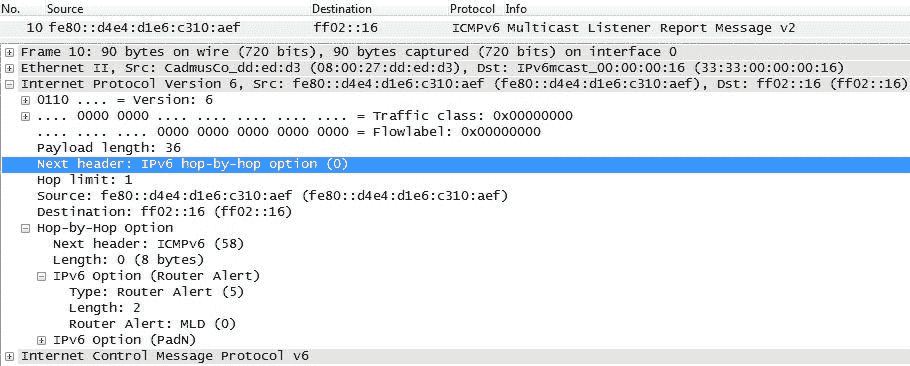 No. Source Destination Protocol Info
10 fe80::d4e4:d1e6:c310:aef ff02::16 ICMPv6 Multicast Listener Report Message v2
Frame 10: 90 bytes on wire (720 bits), 90 bytes captured (720 bits) on interface 0
Ethernet II, Src: CadmusCo_dd:ed:d3 (08:00:27:dd:ed:d3), Dst: IPv6mcast_00:00:00:16 (33:33:00:00:00:16)
Internet Protocol Version 6, Src: fe80::d4e4:d1e6:c310:aef (fe80::d4e4:d1e6:c310:aef), Dst: ff02::16 (ff02::16)
0110 .... = Version: 6
.... 0000 0000 .... .... .... .... .... = Traffic class: 0x00000000
.... .... .... 0000 0000 0000 0000 0000 = Flowlabel: 0x00000000
Payload length: 36
Next header: IPv6 hop-by-hop option (0)
Hop limit: 1
Source: fe80::d4e4:d1e6:c310:aef (fe80::d4e4:d1e6:c310:aef)
Destination: ff02::16 (ff02::16)
Hop-by-Hop Option
Next header: ICMPv6 (58)
Length: 0 (8 bytes)
IPv6 Option (Router Alert)
Type: Router Alert (5)
Length: 2
Router Alert: MLD (0)
IPv6 Option (PadN)
Internet Control Message Protocol v6